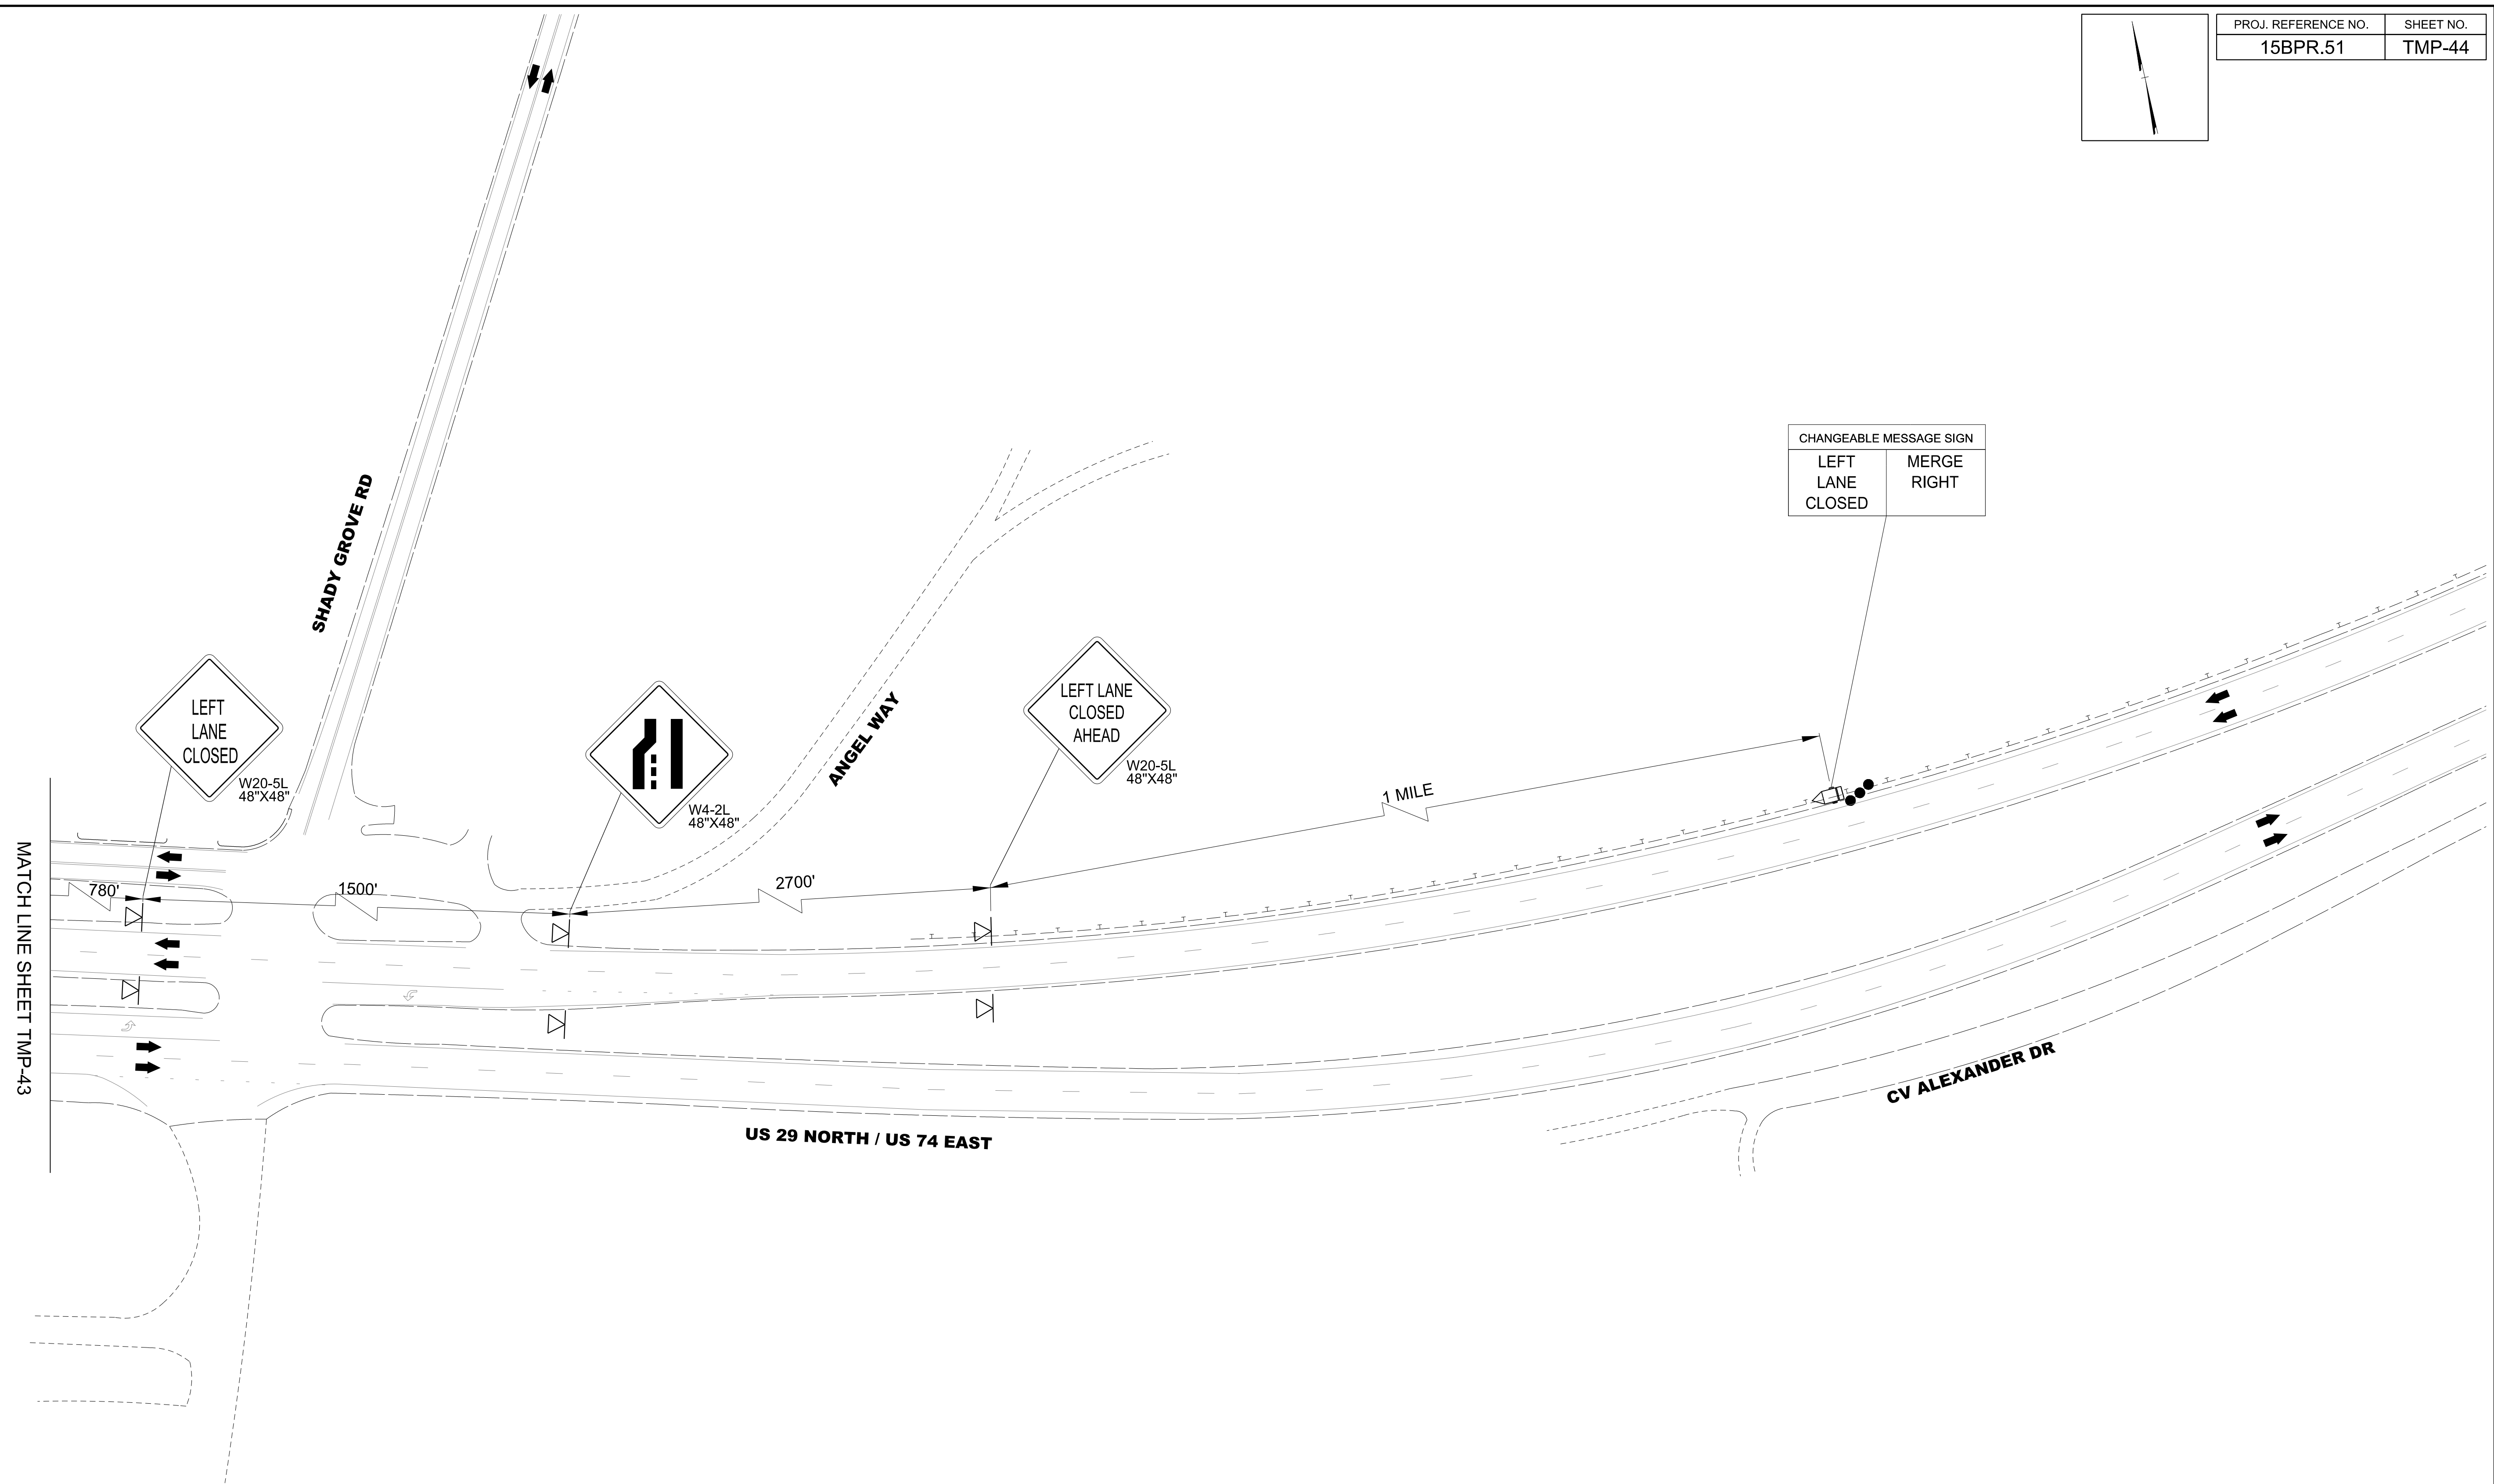 PROJ. REFERENCE NO.
SHEET NO.
15BPR.51
TMP-44
CHANGEABLE MESSAGE SIGN
LEFT
LANE
CLOSED
MERGE
RIGHT
SHADY GROVE RD
LEFT
LANE
CLOSED
W20-5L
48"X48"
W4-2L
48"X48"
ANGEL WAY
LEFT LANE
CLOSED
AHEAD
W20-5L
48"X48"
1 MILE
780'
1500'
2700'
MATCH LINE SHEET TMP-43
US 29 NORTH / US 74 EAST
CV ALEXANDER DR